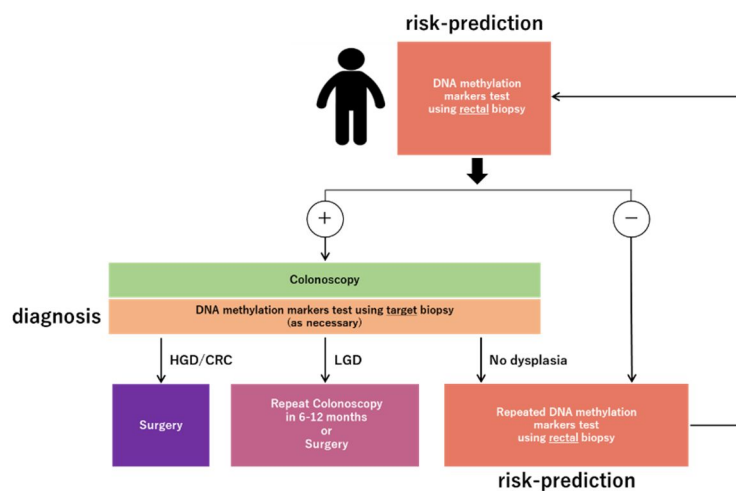 risk-prediction
DNA methylation
markers test
using rectal biopsy
+
−
Colonoscopy
diagnosis
DNA methylation markers test using target biopsy
(as necessary)
HGD/CRC
LGD
No dysplasia
Surgery
Repeat Colonoscopy
in 6-12 months
or
Surgery
Repeated DNA methylation
markers test
using rectal biopsy
risk-prediction